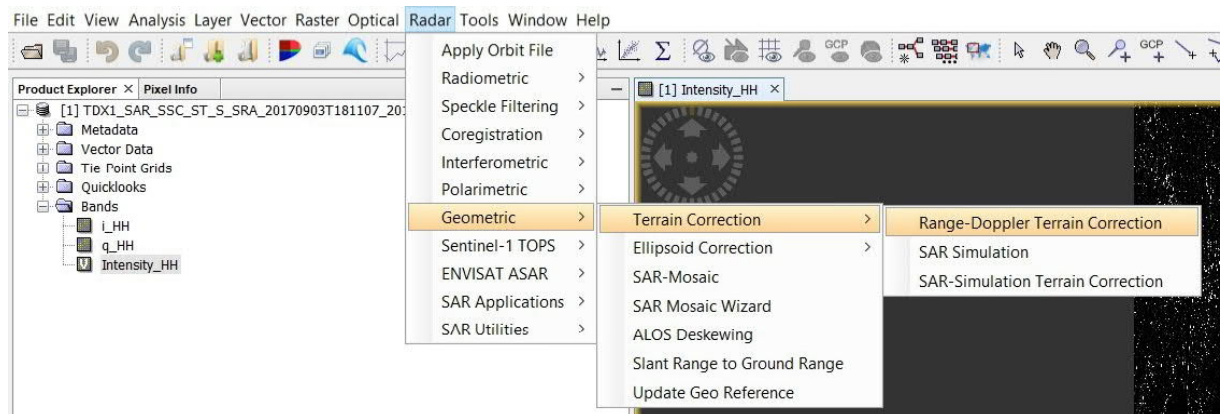 File Edit View Analysis Layer Vector Raster Optical Radar Tools Window Help
GCP
GCP
Product Explorer × Pixel Info
[1] Intensity_HH ×
[1] TDX1_SAR_SSC_ST_S_SRA_20170903T181107_20
Metadata
Vector Data
Tie Point Grids
Quicklooks
Bands
i_HH
q_HH
Intensity_HH
Apply Orbit File
Radiometric >
Speckle Filtering >
Coregistration >
Interferometric >
Polarimetric >
Geometric >
Sentinel-1 TOPS >
ENVISAT ASAR >
SAR Applications >
SAR Utilities >
Terrain Correction >
Ellipsoid Correction >
SAR-Mosaic
SAR Mosaic Wizard
ALOS Deskewing
Slant Range to Ground Range
Update Geo Reference
Range-Doppler Terrain Correction
SAR Simulation
SAR-Simulation Terrain Correction